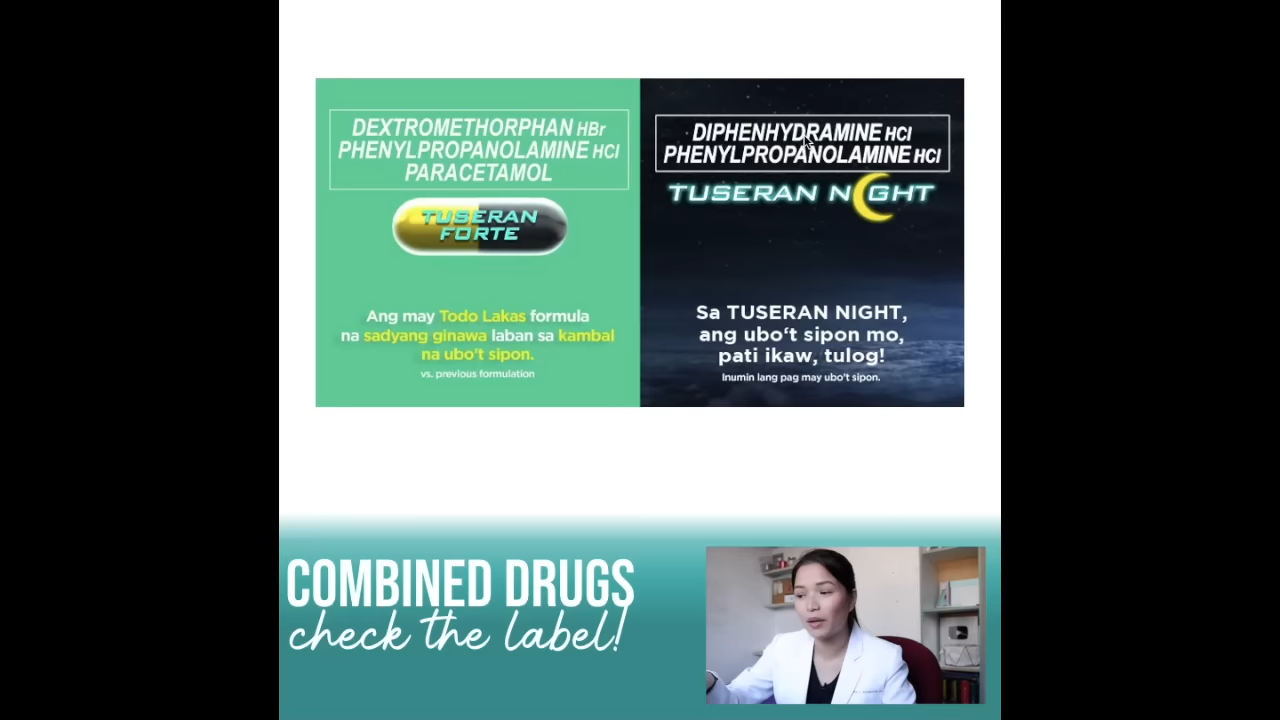 DEXTROMETHORPHAN HBr
PHENYLPROPANOLAMINE HCl
PARACETAMOL
TUSERAN
FORTE
Ang may Todo Lakas formula
na sadyang ginawa laban sa kambal
na ubo't sipon.
vs. previous formulation
DIPHENHYDRAMINE HCl
PHENYLPROPANOLAMINE HCl
TUSERAN NIGHT
Sa TUSERAN NIGHT,
ang ubo't sipon mo,
pati ikaw, tulog!
Inumin lang pag may ubo't sipon.
COMBINED DRUGS
check the label!